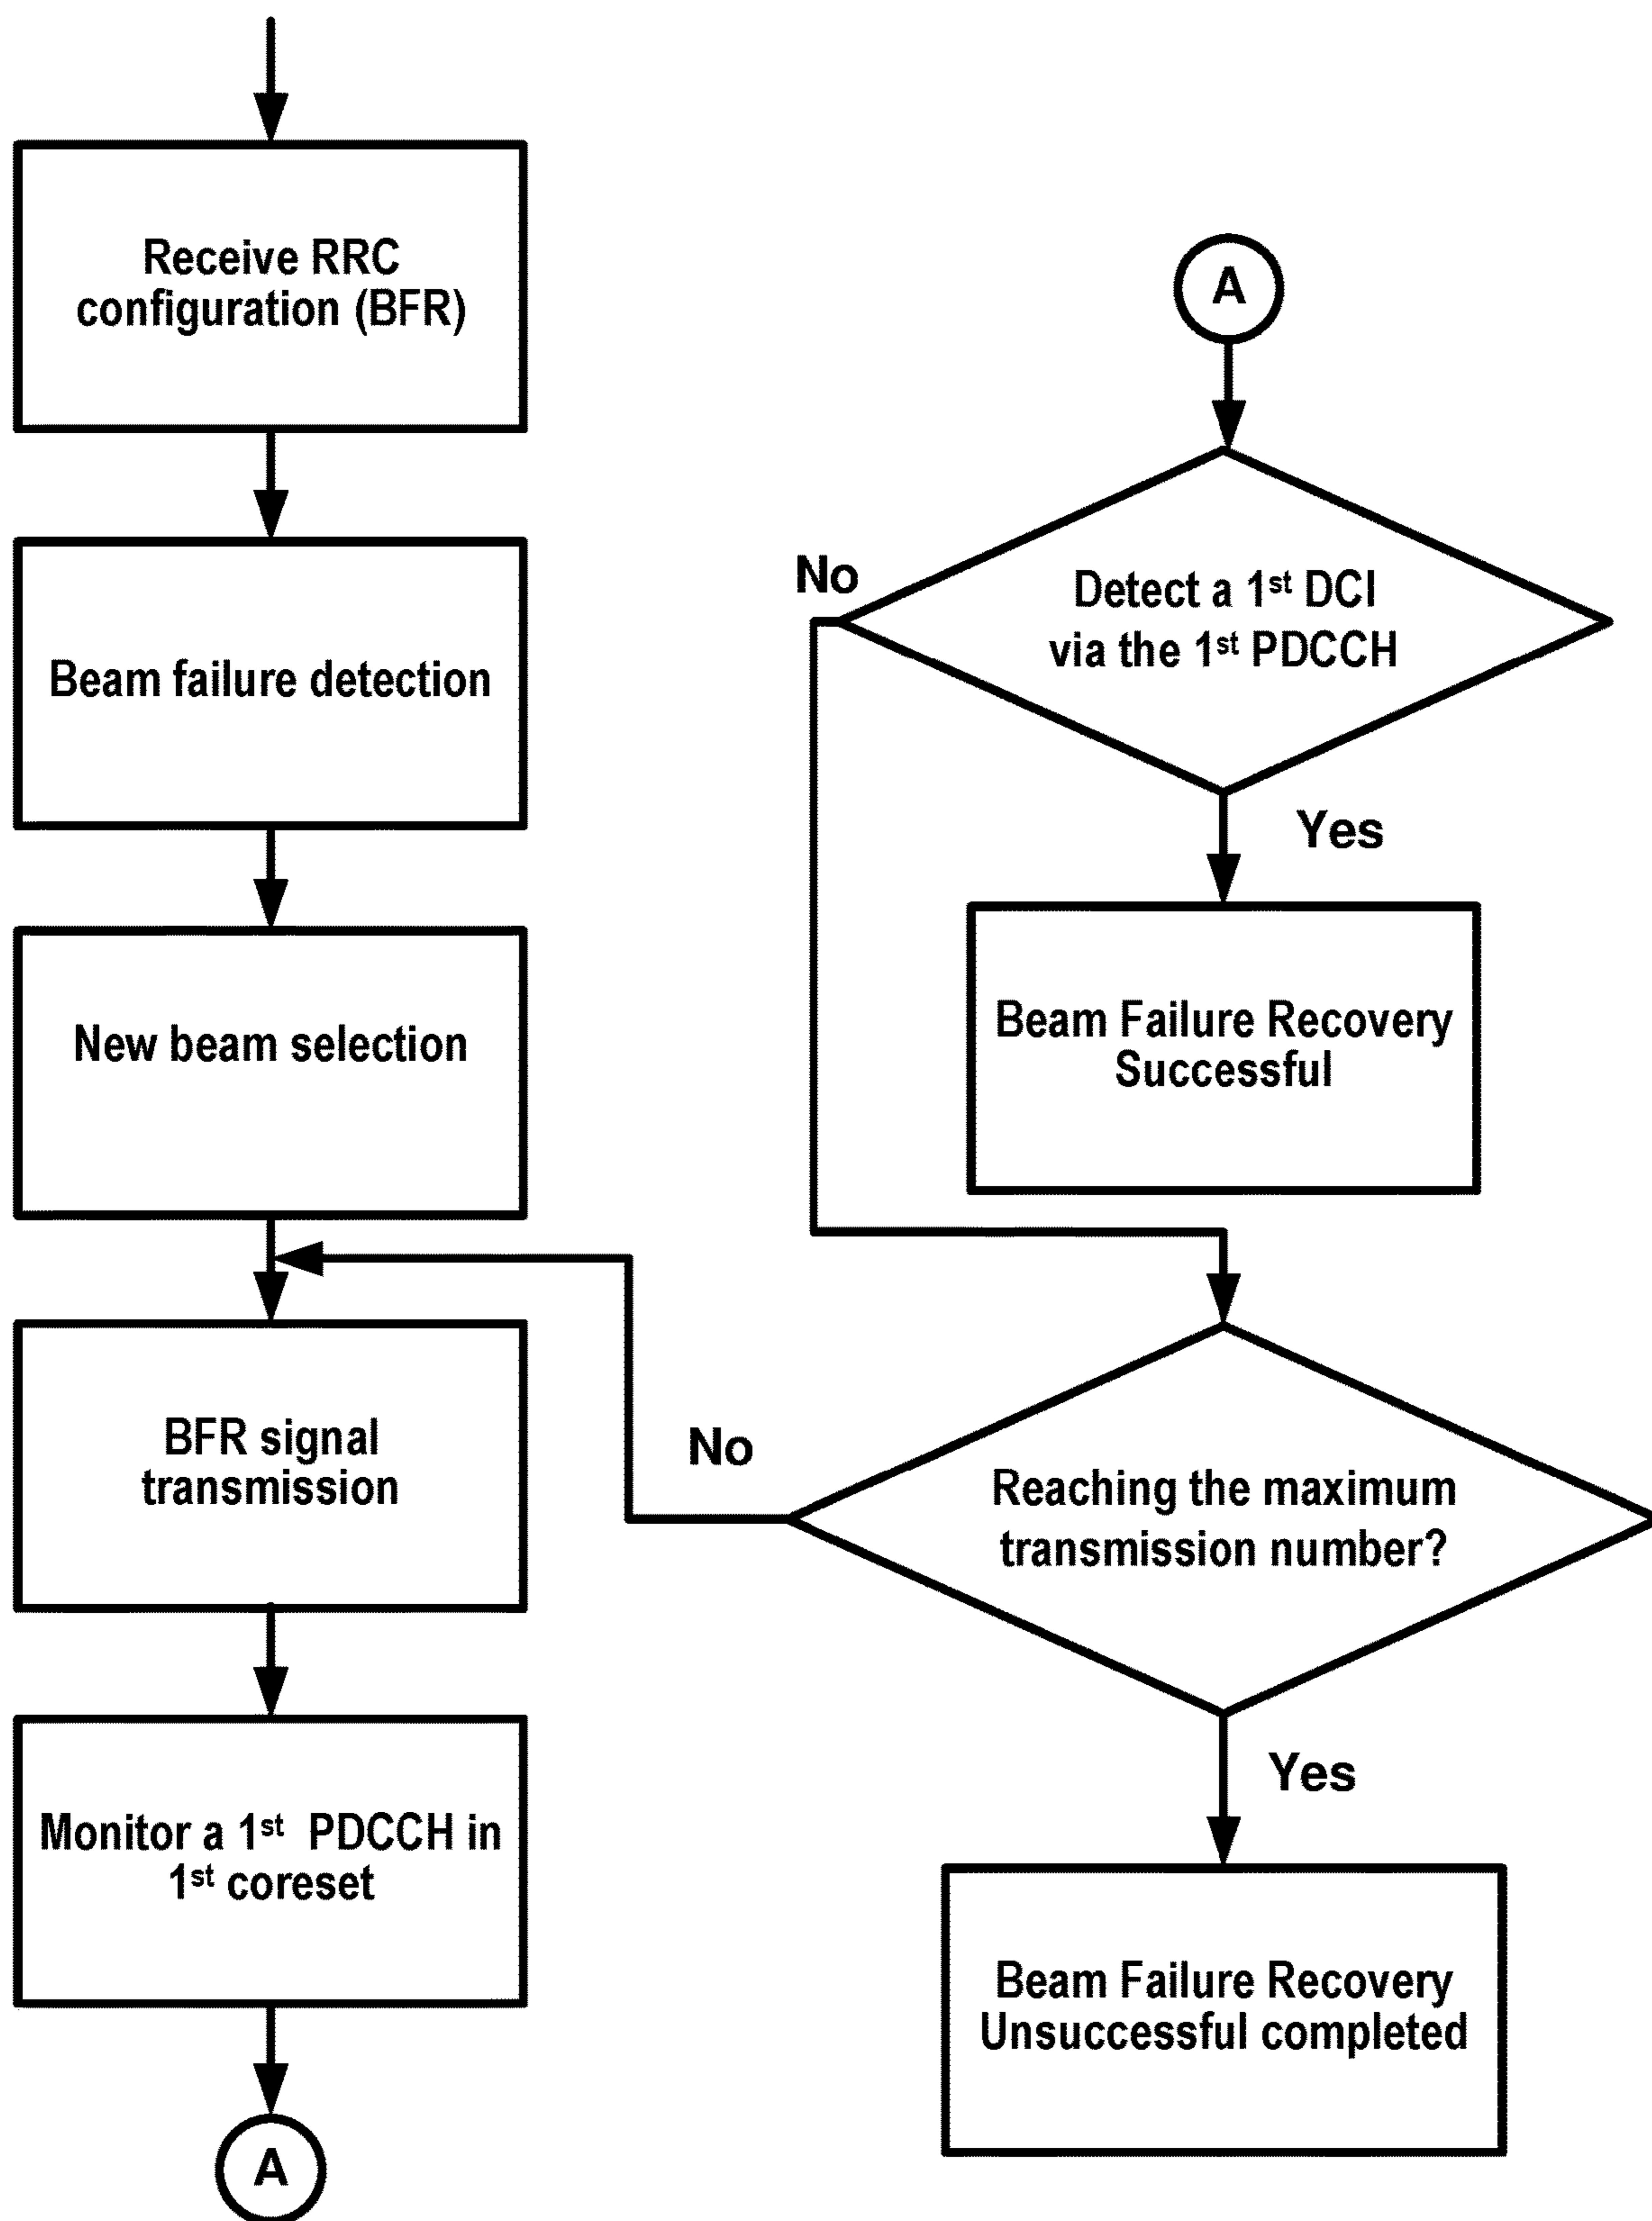 Receive RRC
configuration (BFR)
Beam failure detection
New beam selection
BFR signal
transmission
Monitor a 1st PDCCH in
1st coreset
A
A
Detect a 1st DCI
via the 1st PDCCH
No
Yes
Beam Failure Recovery
Successful
Reaching the maximum
transmission number?
No
Yes
Beam Failure Recovery
Unsuccessful completed